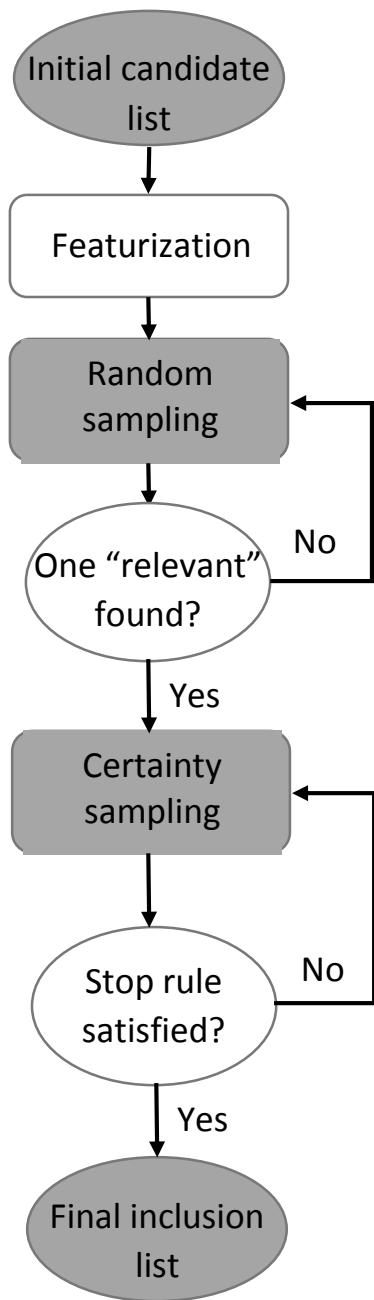 Initial candidate
list
Featurization
Random
sampling
No
One “relevant”
found?
Yes
Certainty
sampling
No
Stop rule
satisfied?
Yes
Final inclusion
list